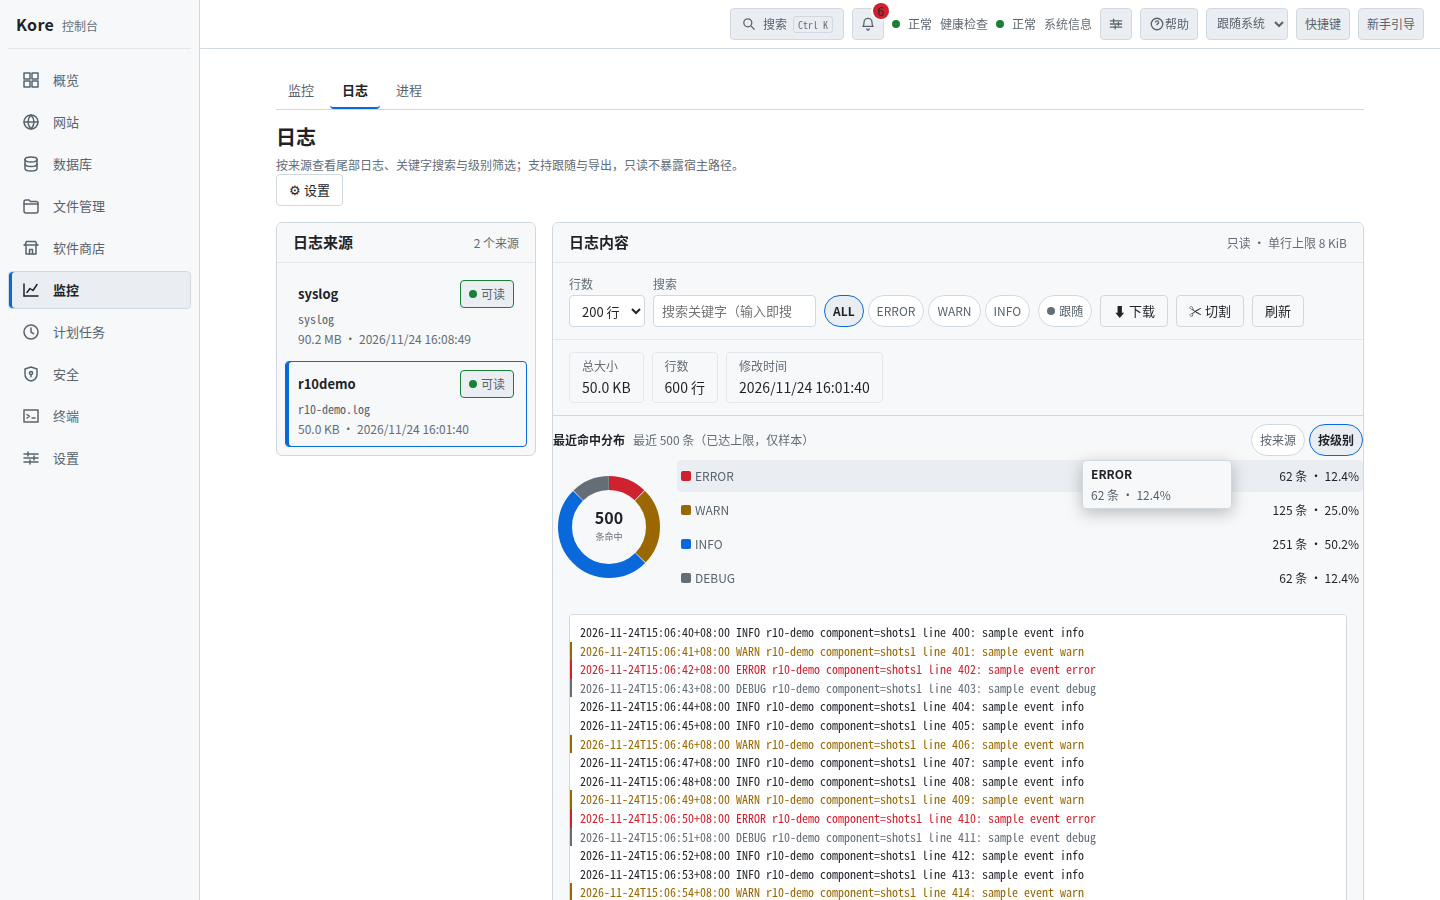 Kore 控制台
搜索 Ctrl K
6
正常 健康检查
正常 系统信息
帮助
跟随系统
快捷键
新手引导
概览
网站
数据库
文件管理
软件商店
监控
计划任务
安全
终端
设置
监控 日志 进程
日志
按来源查看尾部日志、关键字搜索与级别筛选；支持跟随与导出，只读不暴露宿主路径。
⚙ 设置
日志来源 2 个来源
syslog 可读
syslog
90.2 MB · 2026/11/24 16:08:49
r10demo 可读
r10-demo.log
50.0 KB · 2026/11/24 16:01:40
日志内容 只读 · 单行上限 8 KiB
行数 搜索
200 行 搜索关键字（输入即搜 ALL ERROR WARN INFO 跟随 ⬇ 下载 ✂ 切割 刷新
总大小 行数 修改时间
50.0 KB 600 行 2026/11/24 16:01:40
最近命中分布 最近 500 条（已达上限，仅样本） 按来源 按级别
500
条命中
ERROR 62 条 · 12.4%
WARN 125 条 · 25.0%
INFO 251 条 · 50.2%
DEBUG 62 条 · 12.4%
ERROR
62 条 · 12.4%
2026-11-24T15:06:40+08:00 INFO r10-demo component=shots1 line 400: sample event info
2026-11-24T15:06:41+08:00 WARN r10-demo component=shots1 line 401: sample event warn
2026-11-24T15:06:42+08:00 ERROR r10-demo component=shots1 line 402: sample event error
2026-11-24T15:06:43+08:00 DEBUG r10-demo component=shots1 line 403: sample event debug
2026-11-24T15:06:44+08:00 INFO r10-demo component=shots1 line 404: sample event info
2026-11-24T15:06:45+08:00 INFO r10-demo component=shots1 line 405: sample event info
2026-11-24T15:06:46+08:00 WARN r10-demo component=shots1 line 406: sample event warn
2026-11-24T15:06:47+08:00 INFO r10-demo component=shots1 line 407: sample event info
2026-11-24T15:06:48+08:00 INFO r10-demo component=shots1 line 408: sample event info
2026-11-24T15:06:49+08:00 WARN r10-demo component=shots1 line 409: sample event warn
2026-11-24T15:06:50+08:00 ERROR r10-demo component=shots1 line 410: sample event error
2026-11-24T15:06:51+08:00 DEBUG r10-demo component=shots1 line 411: sample event debug
2026-11-24T15:06:52+08:00 INFO r10-demo component=shots1 line 412: sample event info
2026-11-24T15:06:53+08:00 INFO r10-demo component=shots1 line 413: sample event info
2026-11-24T15:06:54+08:00 WARN r10-demo component=shots1 line 414: sample event warn